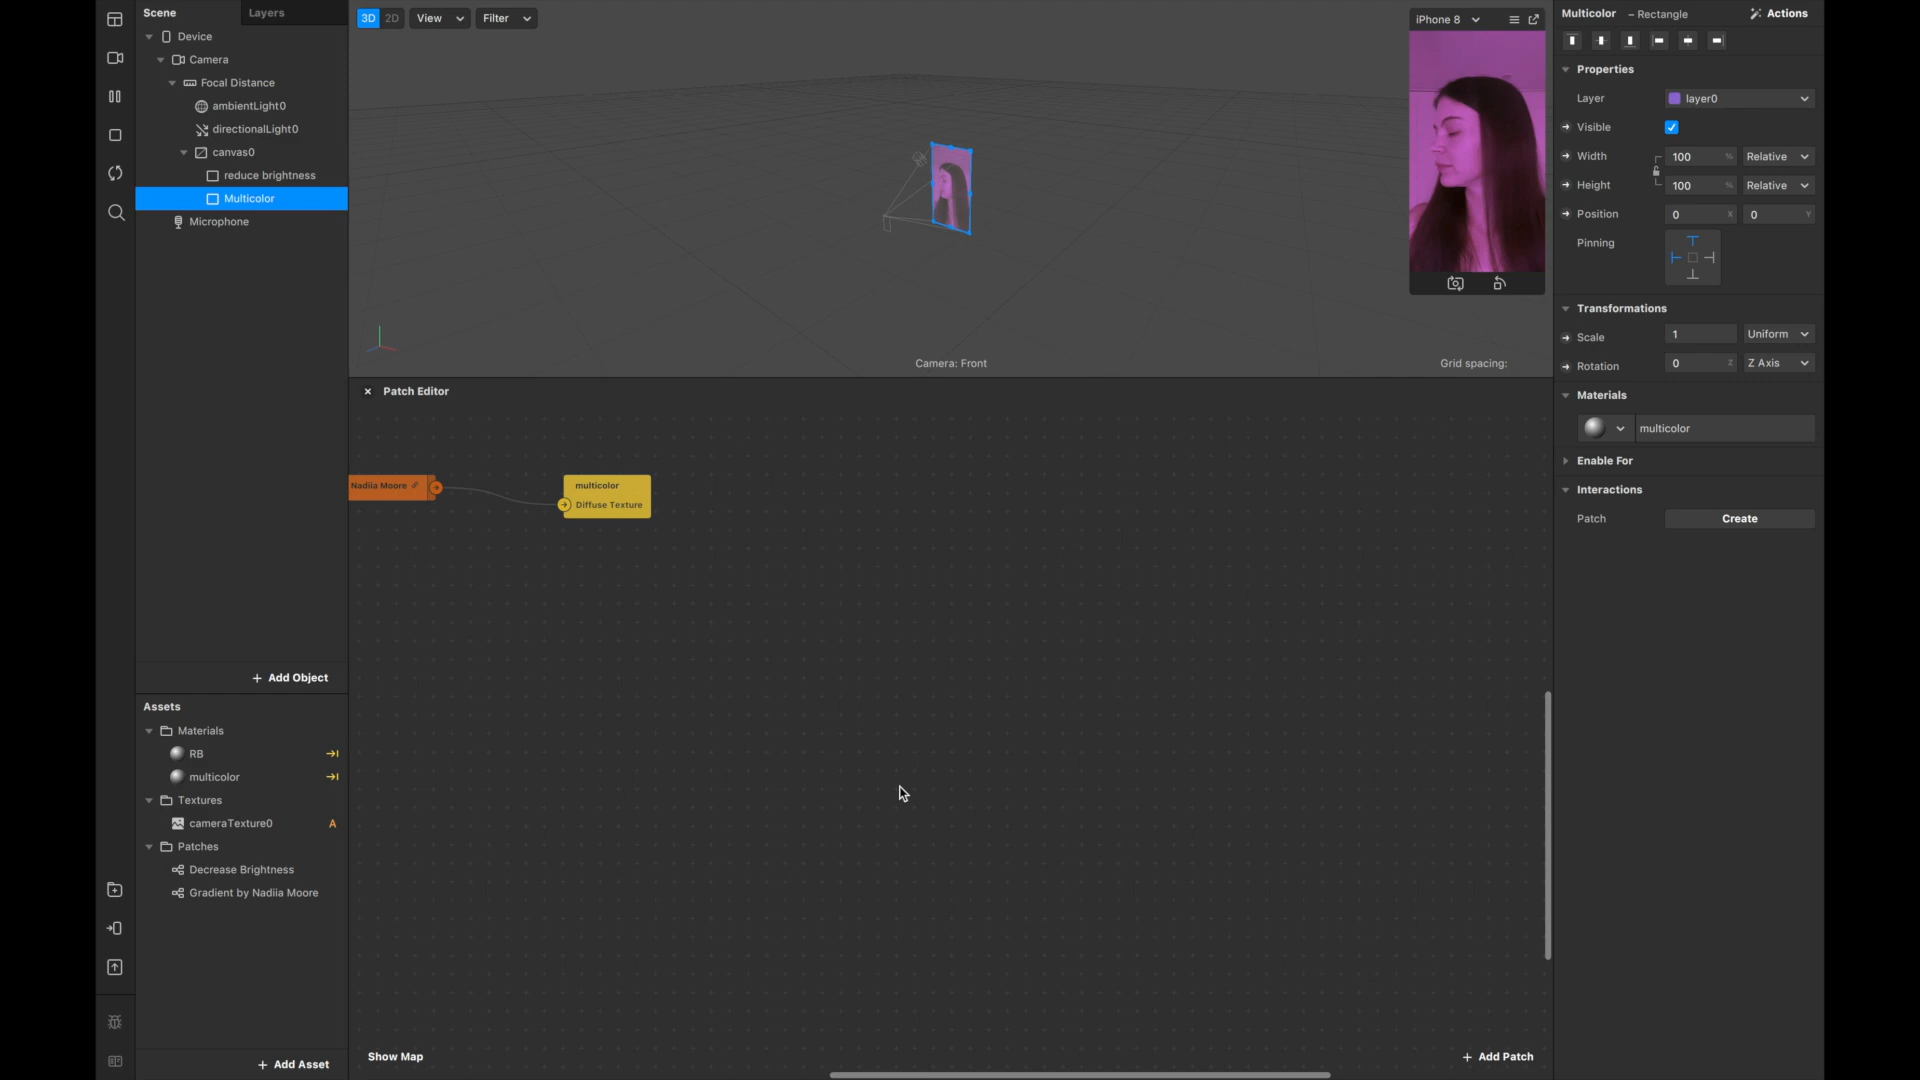 Scene
Layers
Device
Camera
Focal Distance
ambientLight0
directionalLight0
canvas0
reduce brightness
Multicolor
Microphone
+ Add Object
Assets
Materials
RB
multicolor
Textures
cameraTexture0 A
Patches
Decrease Brightness
Gradient by Nadiia Moore
+ Add Asset
3D 2D View Filter
iPhone 8
Camera: Front
Grid spacing:
Patch Editor
Nadiia Moore
multicolor
Diffuse Texture
Show Map
+ Add Patch
Multicolor – Rectangle Actions
Properties
Layer layer0
Visible
Width 100 % Relative
Height 100 % Relative
Position 0 X 0 Y
Pinning
Transformations
Scale 1 Uniform
Rotation 0 Z Z Axis
Materials
multicolor
Enable For
Interactions
Patch Create